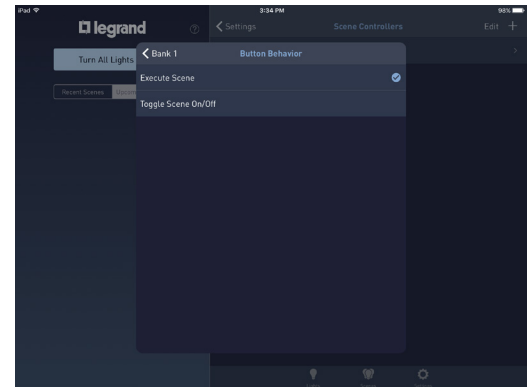 iPad 3:34 PM 98%
legrand
Settings Scene Controllers Edit
Turn All Lights
Bank 1 Button Behavior
Execute Scene
Recent Scenes
Toggle Scene On/Off